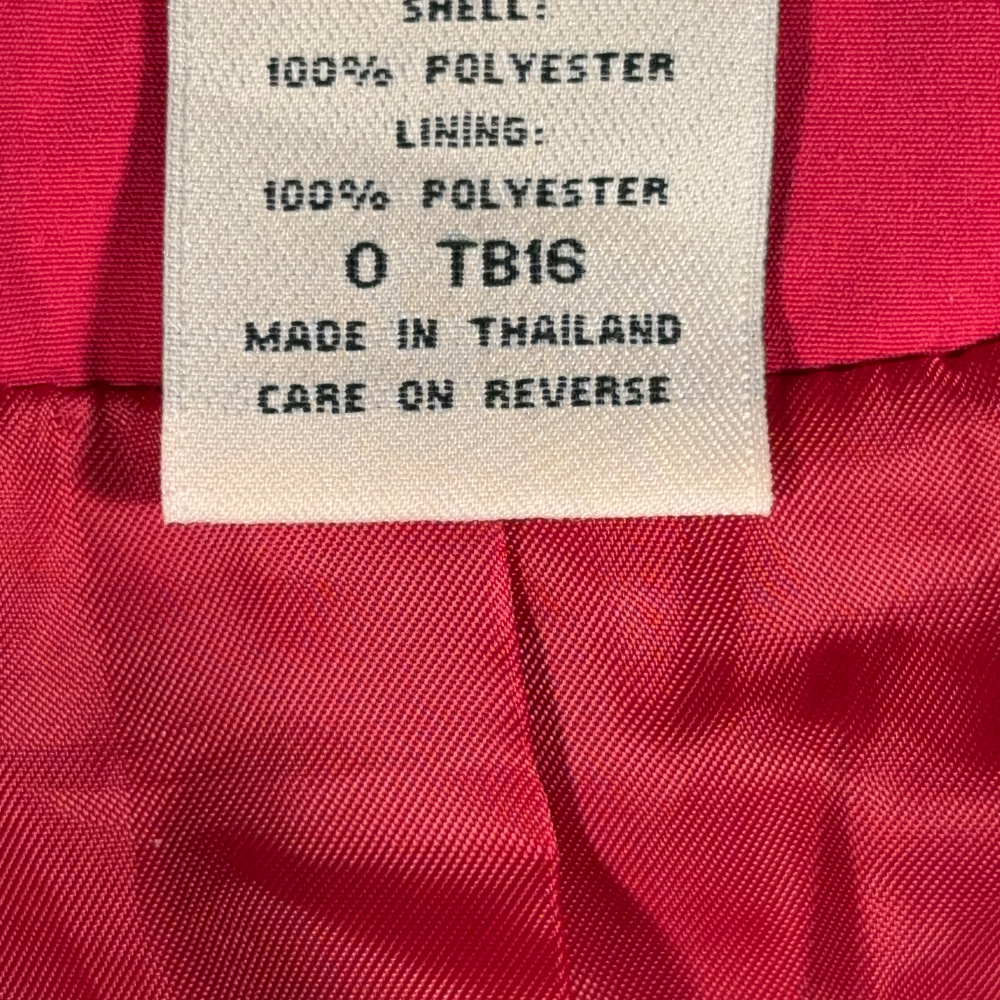 SHELL:
100% POLYESTER
LINING:
100% POLYESTER
0 TB16
MADE IN THAILAND
CARE ON REVERSE